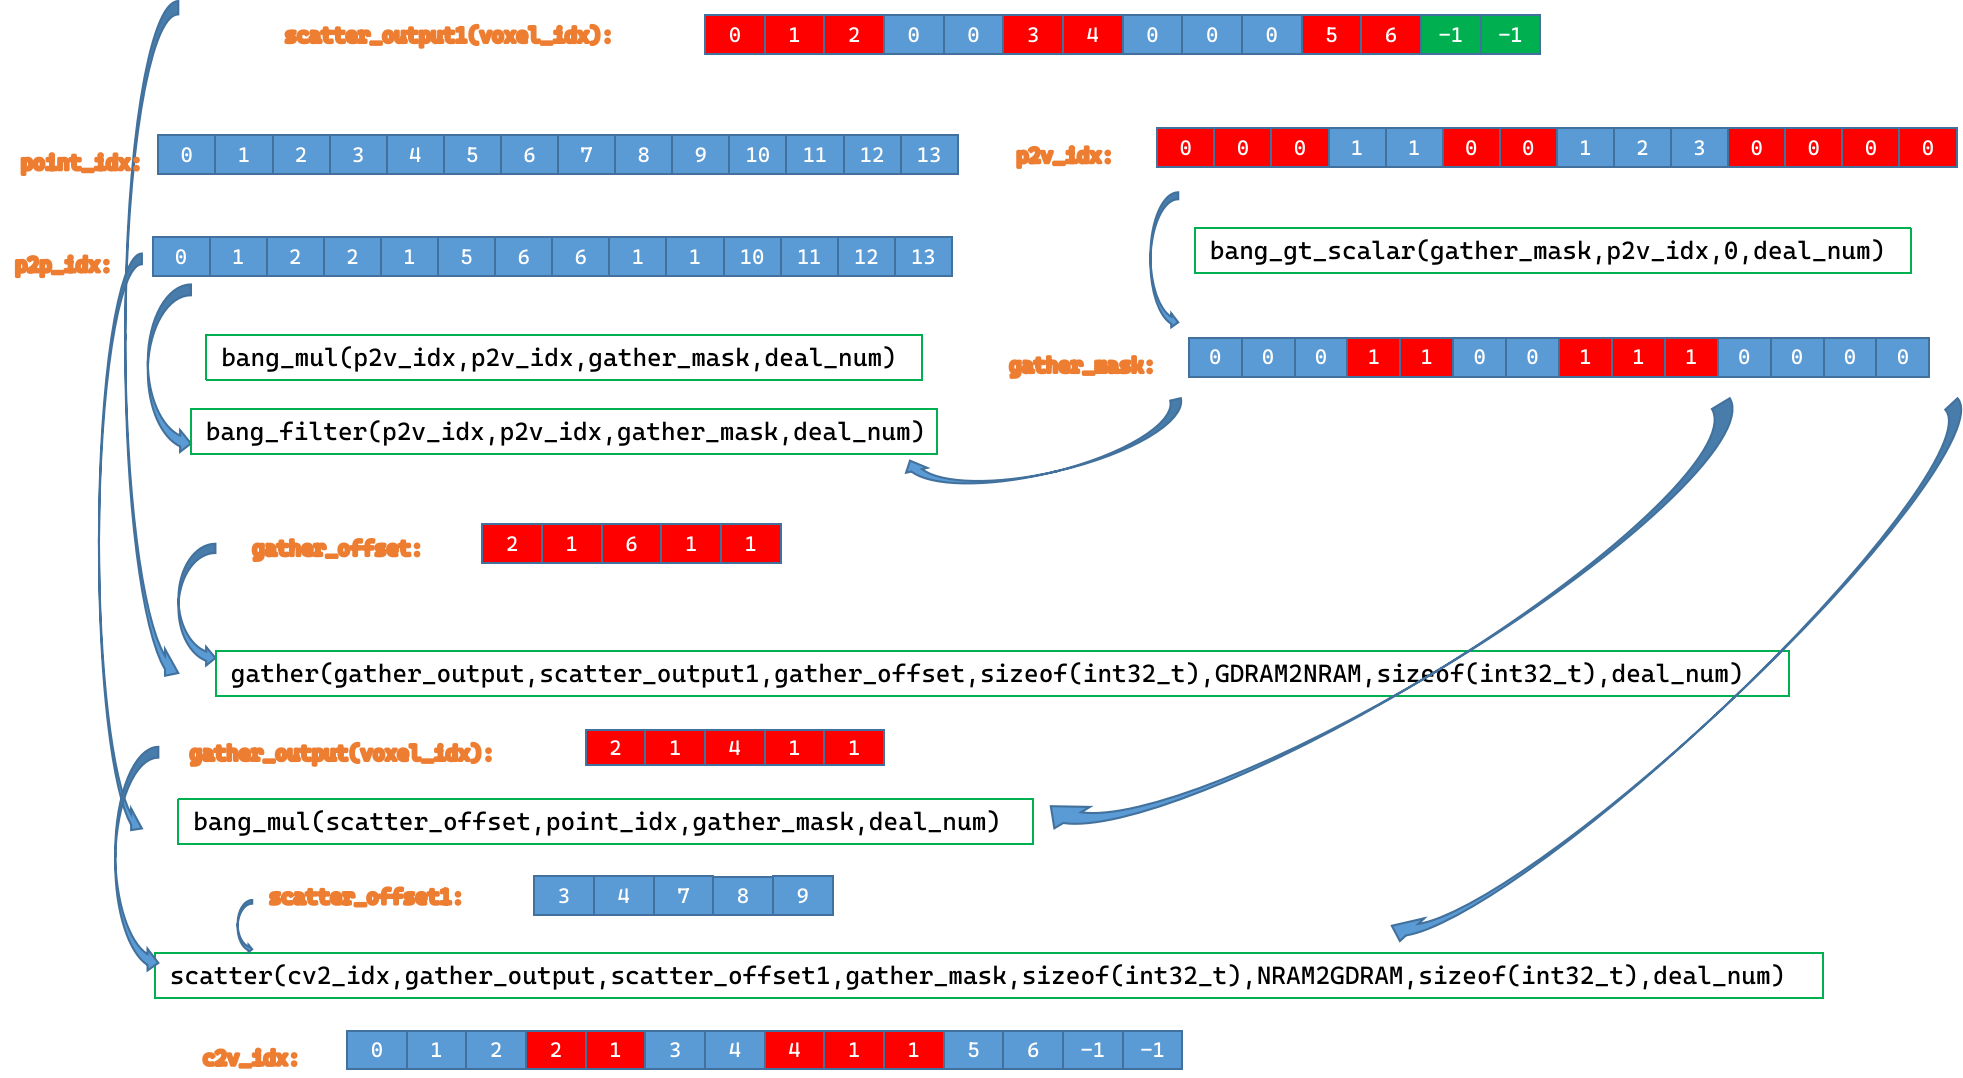 scatter_output1(voxel_idx): 0 1 2 0 0 3 4 0 0 0 5 6 -1 -1
point_idx: 0 1 2 3 4 5 6 7 8 9 10 11 12 13
p2v_idx: 0 0 0 1 1 0 0 1 2 3 0 0 0 0
p2p_idx: 0 1 2 2 1 5 6 6 1 1 10 11 12 13
bang_gt_scalar(gather_mask,p2v_idx,0,deal_num)
bang_mul(p2v_idx,p2v_idx,gather_mask,deal_num)
gather_mask: 0 0 0 1 1 0 0 1 1 1 0 0 0 0
bang_filter(p2v_idx,p2v_idx,gather_mask,deal_num)
gather_offset: 2 1 6 1 1
gather(gather_output,scatter_output1,gather_offset,sizeof(int32_t),GDRAM2NRAM,sizeof(int32_t),deal_num)
gather_output(voxel_idx): 2 1 4 1 1
bang_mul(scatter_offset,point_idx,gather_mask,deal_num)
scatter_offset1: 3 4 7 8 9
scatter(cv2_idx,gather_output,scatter_offset1,gather_mask,sizeof(int32_t),NRAM2GDRAM,sizeof(int32_t),deal_num)
c2v_idx: 0 1 2 2 1 3 4 4 1 1 5 6 -1 -1